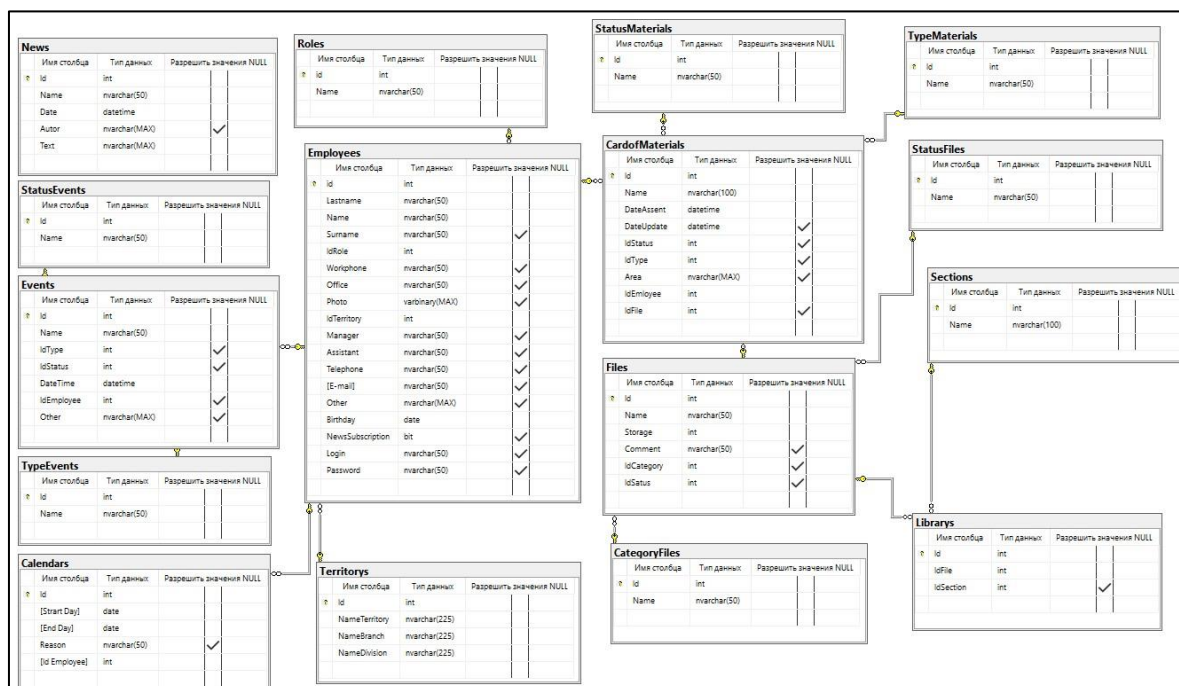 News
Имя столбца Тип данных Разрешить значения NULL
Id int
Name nvarchar(50)
Date datetime
Autor nvarchar(MAX)
Text nvarchar(MAX)
StatusEvents
Имя столбца Тип данных Разрешить значения NULL
Id int
Name nvarchar(50)
Events
Имя столбца Тип данных Разрешить значения NULL
Id int
Name nvarchar(50)
IdType int
IdStatus int
DateTime datetime
IdEmployee int
Other nvarchar(MAX)
TypeEvents
Имя столбца Тип данных Разрешить значения NULL
Id int
Name nvarchar(50)
Calendars
Имя столбца Тип данных Разрешить значения NULL
Id int
[Strart Day] date
[End Day] date
Reason nvarchar(50)
[Id Employee] int
Roles
Имя столбца Тип данных Разрешить значения NULL
Id int
Name nvarchar(50)
Employees
Имя столбца Тип данных Разрешить значения NULL
Id int
Lastname nvarchar(50)
Name nvarchar(50)
Surname nvarchar(50)
IdRole int
Workphone nvarchar(50)
Office nvarchar(50)
Photo varbinary(MAX)
IdTerritory int
Manager nvarchar(50)
Assistant nvarchar(50)
Telephone nvarchar(50)
[E-mail] nvarchar(50)
Other nvarchar(MAX)
Birthday date
NewsSubscription bit
Login nvarchar(50)
Password nvarchar(50)
Territorys
Имя столбца Тип данных Разрешить значения NULL
Id int
NameTerritory nvarchar(225)
NameBranch nvarchar(225)
NameDivision nvarchar(225)
StatusMaterials
Имя столбца Тип данных Разрешить значения NULL
Id int
Name nvarchar(50)
CardofMaterials
Имя столбца Тип данных Разрешить значения NULL
Id int
Name nvarchar(100)
DateAssent datetime
DateUpdate datetime
IdStatus int
IdType int
Area nvarchar(MAX)
IdEmloyee int
IdFile int
Files
Имя столбца Тип данных Разрешить значения NULL
Id int
Name nvarchar(50)
Storage int
Comment nvarchar(50)
IdCategory int
IdSatus int
CateqoryFiles
Имя столбца Тип данных Разрешить значения NULL
Id int
Name nvarchar(50)
TypeMaterials
Имя столбца Тип данных Разрешить значения NULL
Id int
Name nvarchar(50)
StatusFiles
Имя столбца Тип данных Разрешить значения NULL
Id int
Name nvarchar(50)
Sections
Имя столбца Тип данных Разрешить значения NULL
Id int
Name nvarchar(100)
Librarys
Имя столбца Тип данных Разрешить значения NULL
Id int
IdFile int
IdSection int